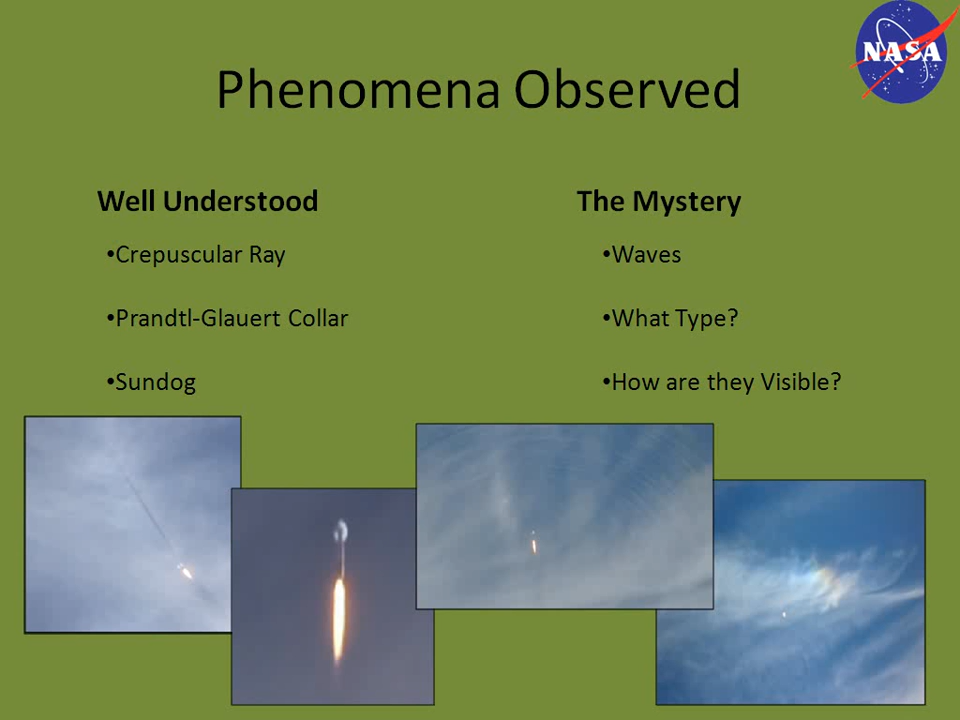 NASA
Phenomena Observed
Well Understood
•Crepuscular Ray
•Prandtl-Glauert Collar
•Sundog
The Mystery
•Waves
•What Type?
•How are they Visible?